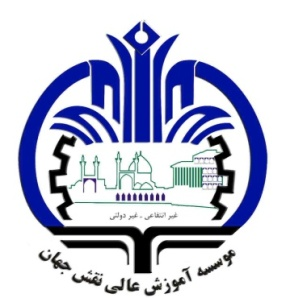 غیر انتفاعی - غیر دولتی
موسسه آموزش عالی نقش جهان